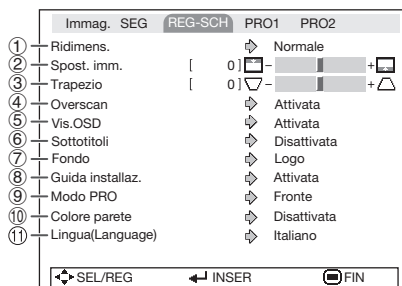 Immag. SEG REG-SCH PRO1 PRO2
① Ridimens. Normale
② Spost. imm. [ 0 ] - +
③ Trapezio [ 0 ] - +
④ Overscan Attivata
⑤ Vis.OSD Attivata
⑥ Sottotitoli Disattivata
⑦ Fondo Logo
⑧ Guida installaz. Attivata
⑨ Modo PRO Fronte
⑩ Colore parete Disattivata
⑪ Lingua(Language) Italiano
SEL/REG INSER FIN